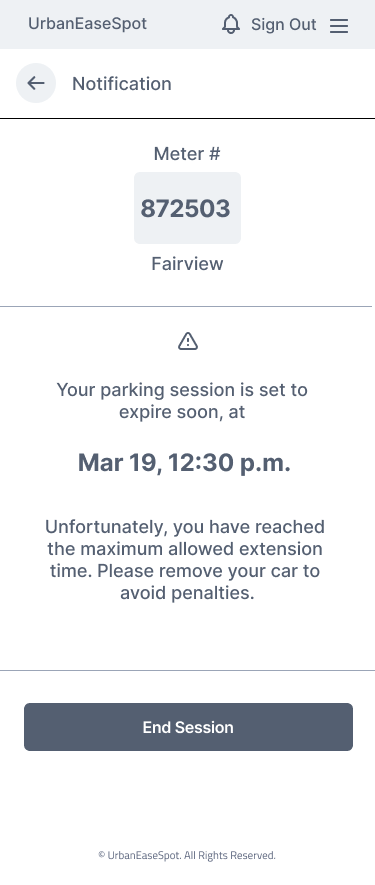 UrbanEaseSpot
Sign Out
Notification
Meter #
872503
Fairview
Your parking session is set to
expire soon, at
Mar 19, 12:30 p.m.
Unfortunately, you have reached
the maximum allowed extension
time. Please remove your car to
avoid penalties.
End Session
© UrbanEaseSpot. All Rights Reserved.